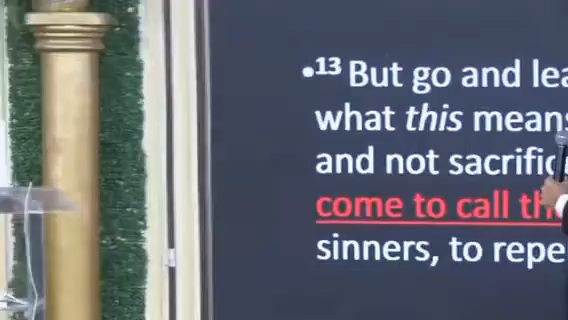 •13 But go and lea
what this means
and not sacrific
come to call th
sinners, to repe